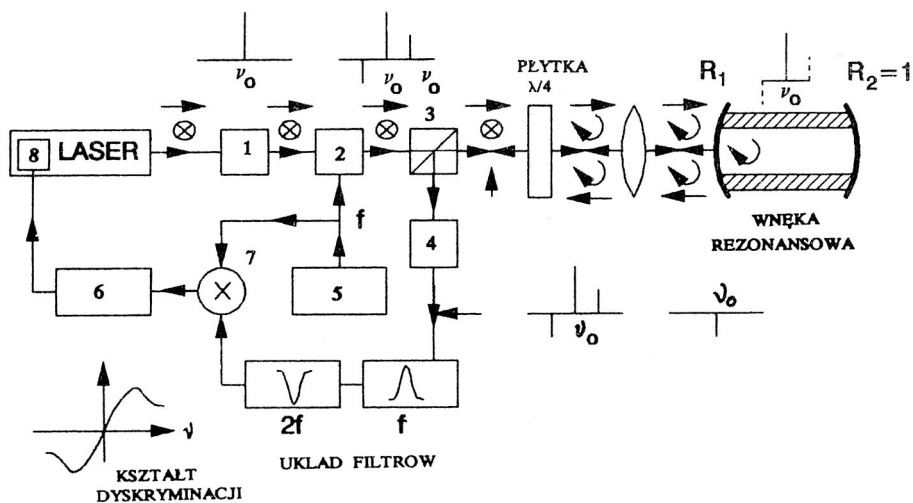 ν₀
ν₀ ν₀
PŁYTKA
λ/4
R₁
ν₀
R₂=1
3
8 LASER
1
2
f
4
WNĘKA
REZONANSOWA
7
6
5
ν₀
ν₀
2f
f
ν
UKLAD FILTROW
KSZTAŁT
DYSKRYMINACJI